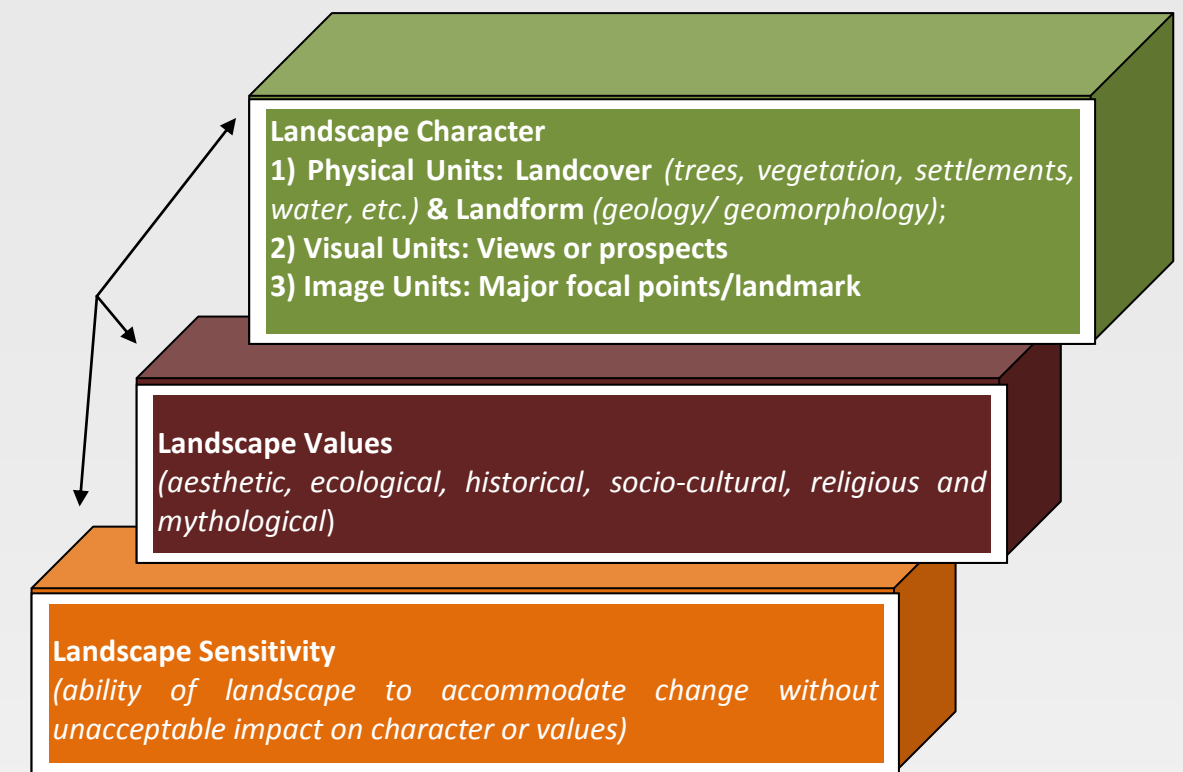 Landscape Character
1) Physical Units: Landcover (trees, vegetation, settlements,
water, etc.) & Landform (geology/ geomorphology);
2) Visual Units: Views or prospects
3) Image Units: Major focal points/landmark
Landscape Values
(aesthetic, ecological, historical, socio-cultural, religious and
mythological)
Landscape Sensitivity
(ability of landscape to accommodate change without
unacceptable impact on character or values)